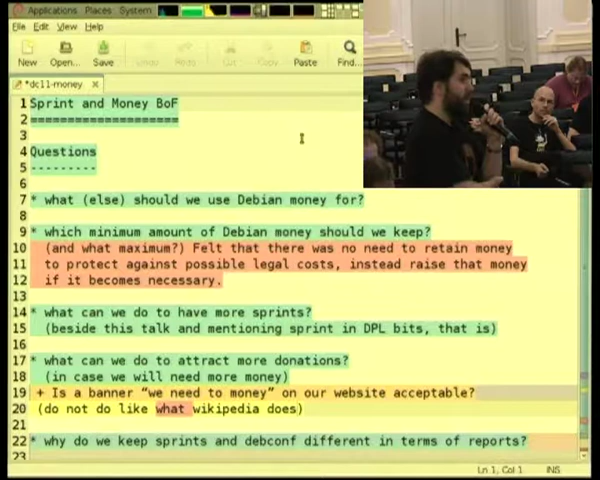 Applications Places System
File Edit View Help
New Open... Save Undo Redo Cut Copy Paste Find...
*dc11-money ×
1 Sprint and Money BoF
2 ====================
3
4 Questions
5 ---------
6
7 * what (else) should we use Debian money for?
8
9 * which minimum amount of Debian money should we keep?
10 (and what maximum?) Felt that there was no need to retain money
11 to protect against possible legal costs, instead raise that money
12 if it becomes necessary.
13
14 * what can we do to have more sprints?
15 (beside this talk and mentioning sprint in DPL bits, that is)
16
17 * what can we do to attract more donations?
18 (in case we will need more money)
19 + Is a banner “we need to money” on our website acceptable?
20 (do not do like what wikipedia does)
21
22 * why do we keep sprints and debconf different in terms of reports?
23
Ln 1, Col 1 INS